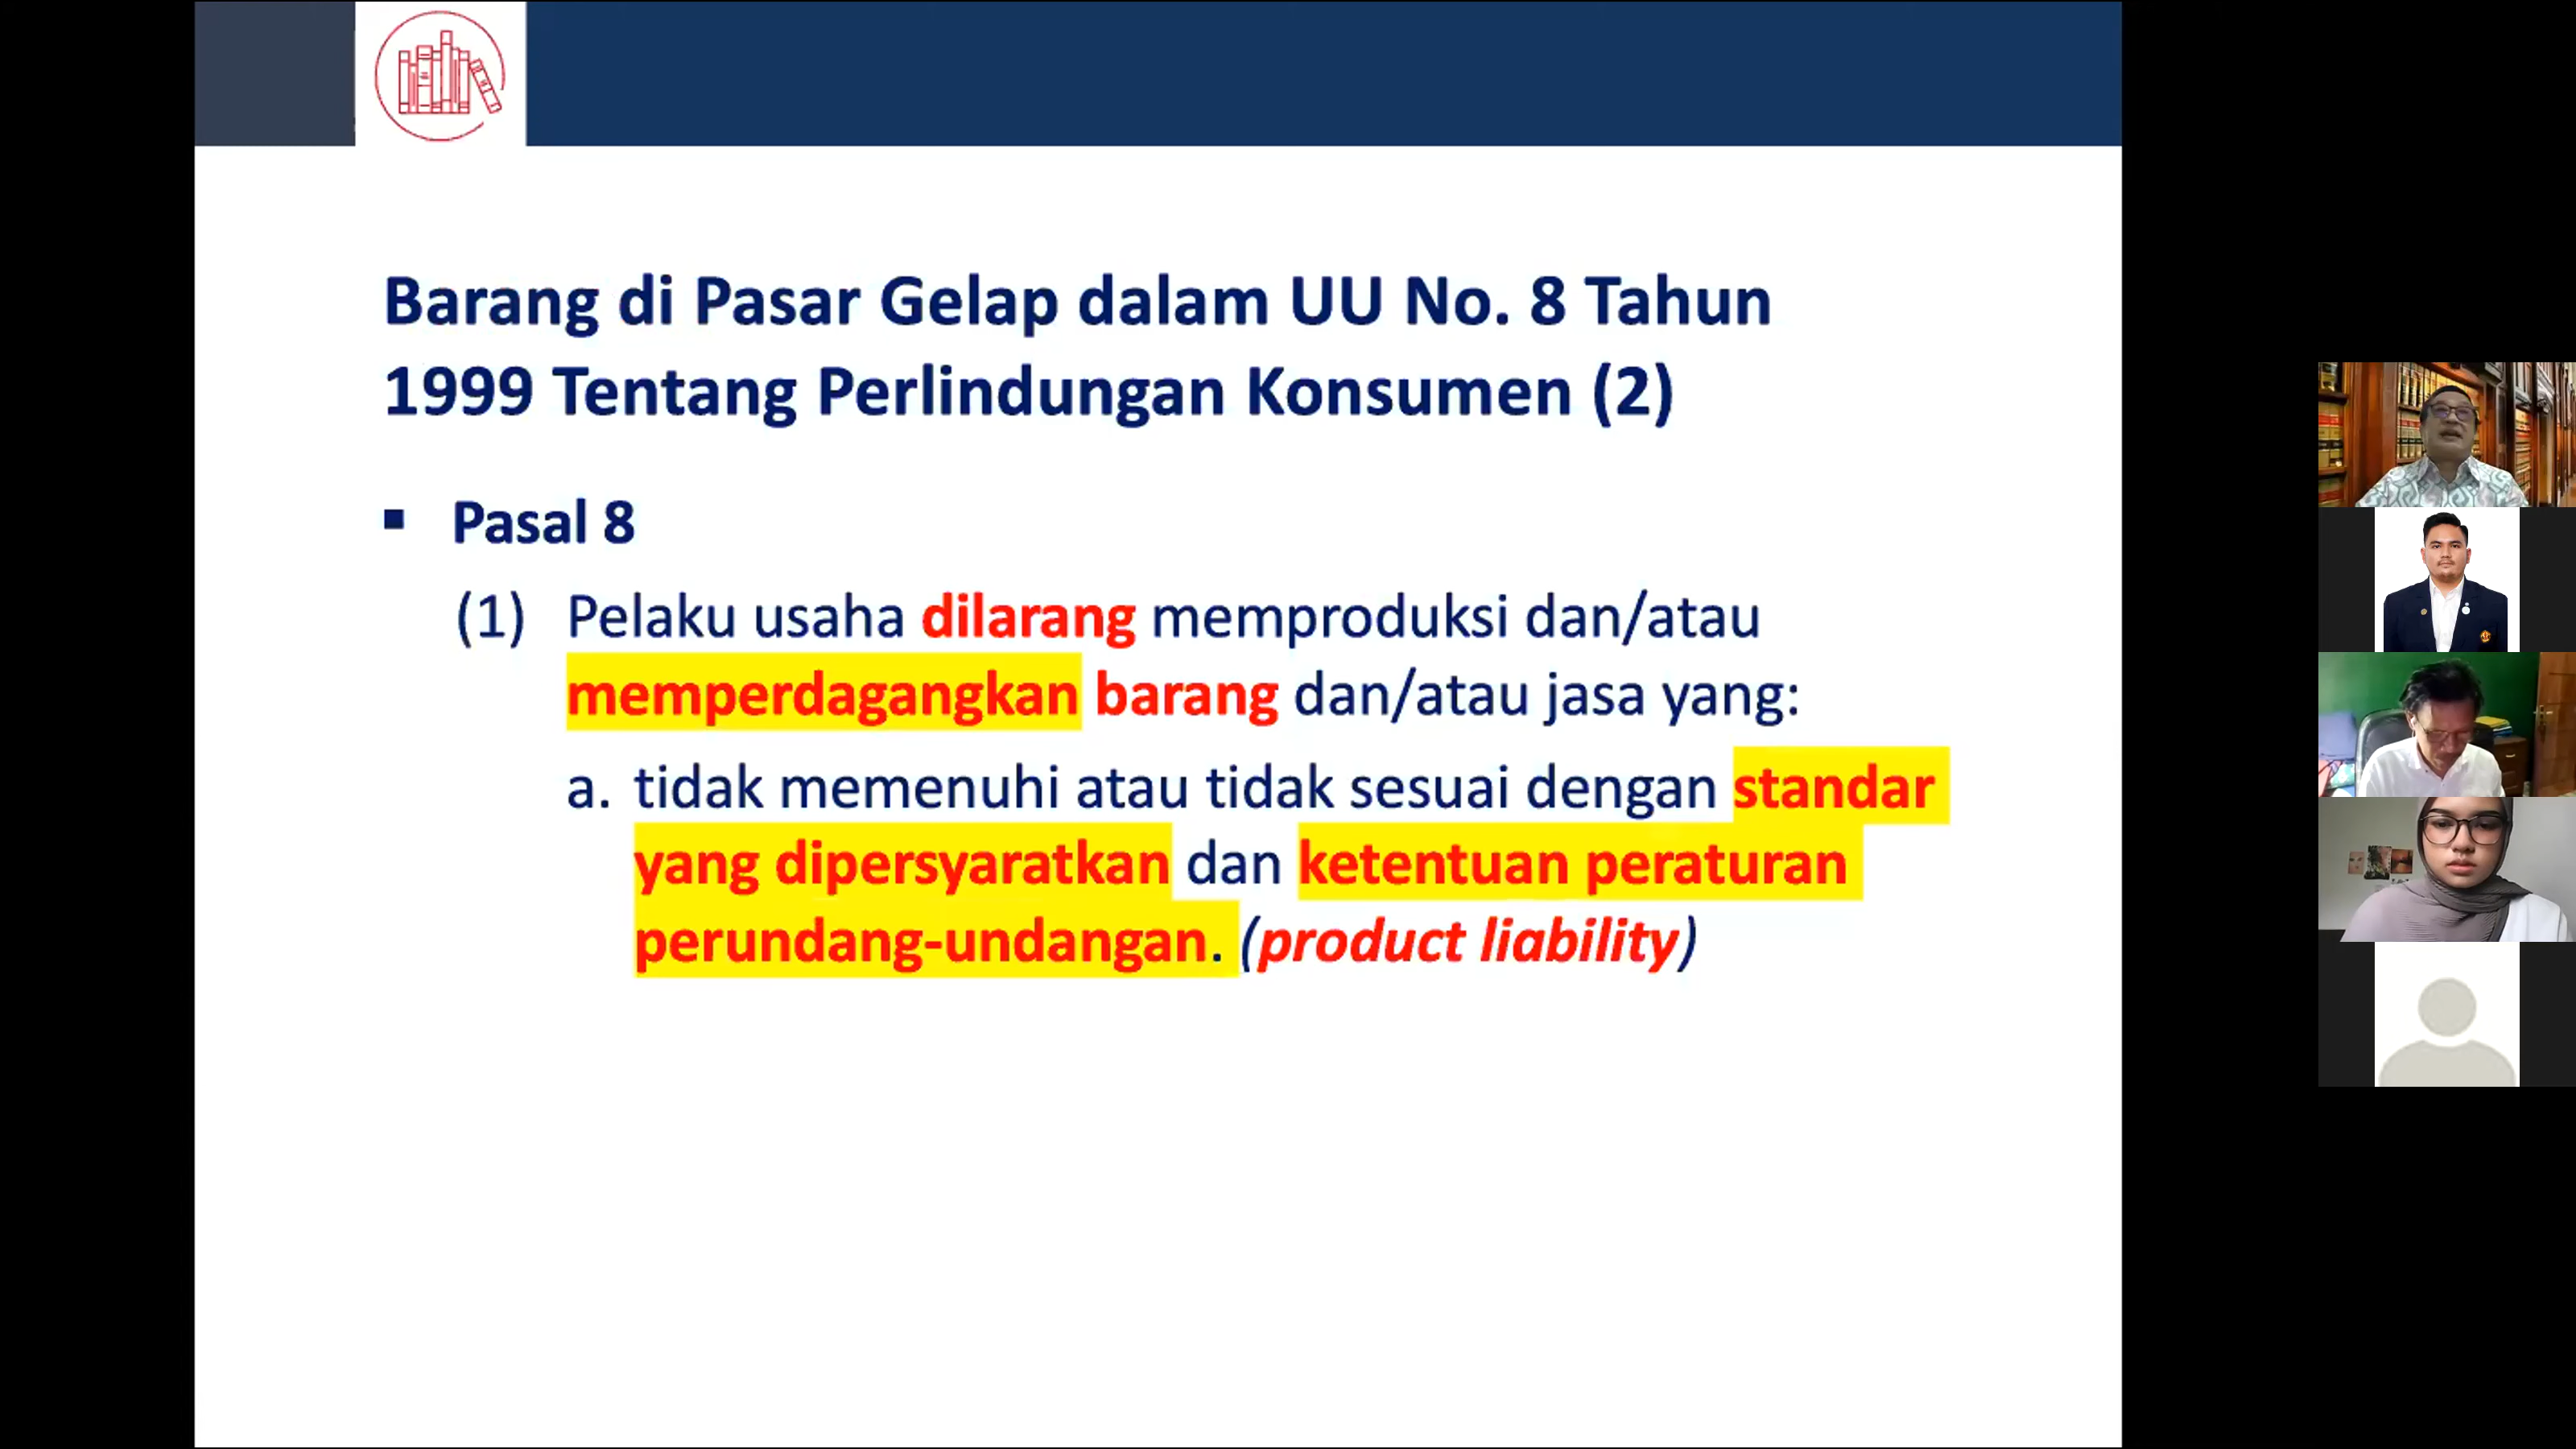 Barang di Pasar Gelap dalam UU No. 8 Tahun
1999 Tentang Perlindungan Konsumen (2)
▪ Pasal 8
(1) Pelaku usaha dilarang memproduksi dan/atau
memperdagangkan barang dan/atau jasa yang:
a. tidak memenuhi atau tidak sesuai dengan standar
yang dipersyaratkan dan ketentuan peraturan
perundang-undangan. (product liability)